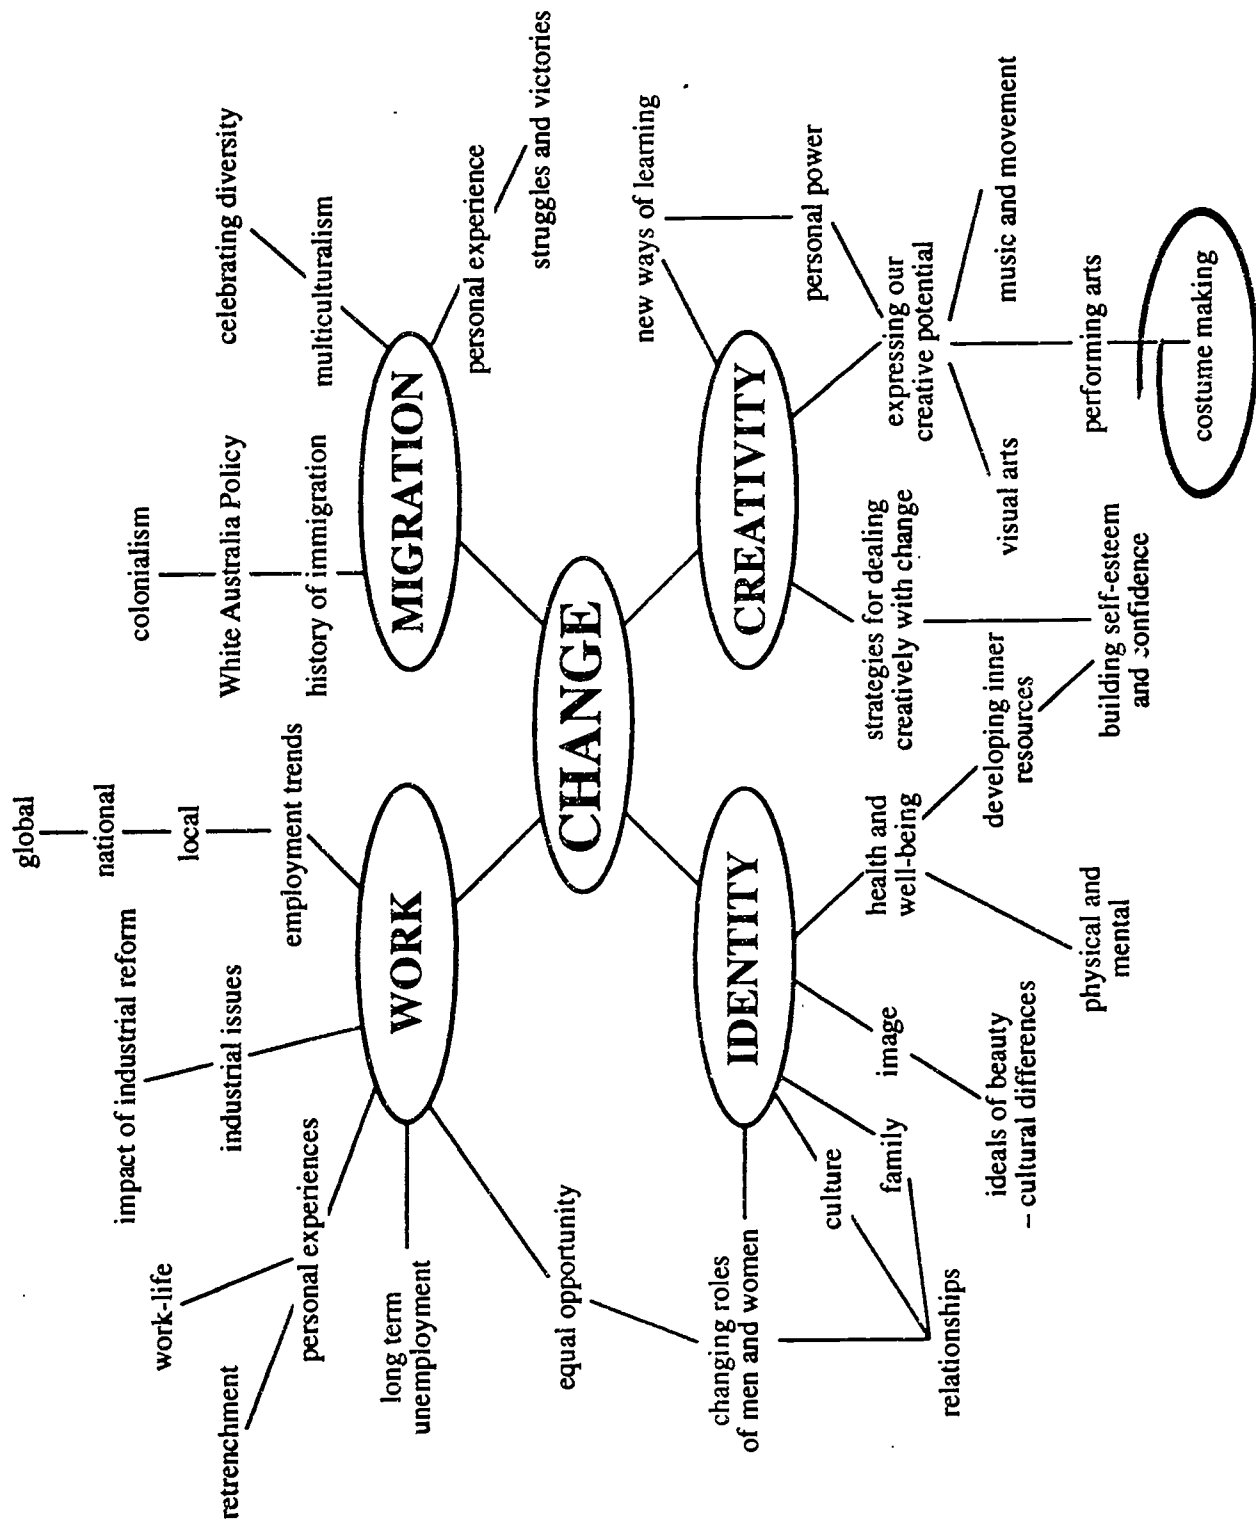 global
national
local
employment trends
impact of industrial reform
industrial issues
work-life
retrenchment
personal experiences
long term
unemployment
WORK
equal opportunity
colonialism
White Australia Policy
history of immigration
celebrating diversity
multiculturalism
personal experience
struggles and victories
MIGRATION
CHANGE
IDENTITY
changing roles
of men and women
culture
family
relationships
image
ideals of beauty
– cultural differences
health and
well-being
physical and
mental
developing inner
resources
building self-esteem
and confidence
CREATIVITY
strategies for dealing
creatively with change
new ways of learning
personal power
expressing our
creative potential
visual arts
music and movement
performing arts
costume making